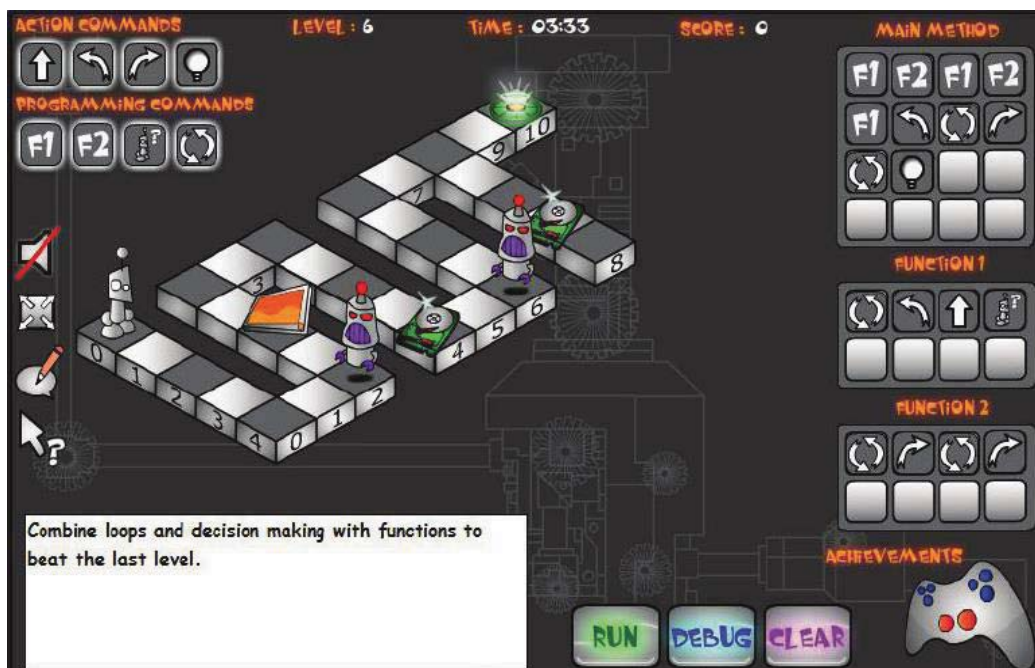 ACTION COMMANDS
LEVEL : 6
TIME : 03:33
SCORE : 0
MAIN METHOD
F1 F2 F1 F2
F1
PROGRAMMING COMMANDS
F1 F2 ?
10
9
7
8
3
6
5
4
0
1
2
3
4
0
1
2
?
FUNCTION 1
?
FUNCTION 2
Combine loops and decision making with functions to
beat the last level.
ACHIEVEMENTS
RUN
DEBUG
CLEAR